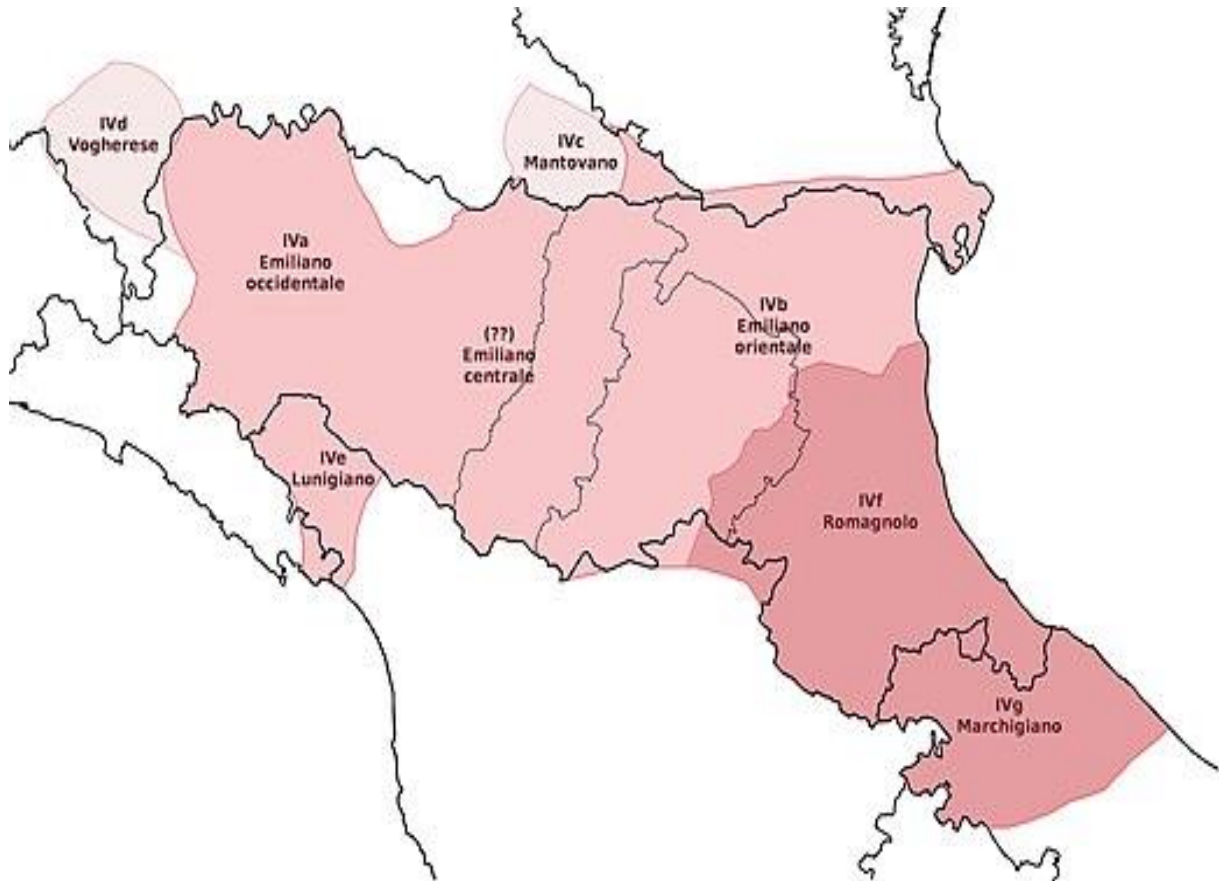 IVd
Vogherese
IVc
Mantovano
IVa
Emiliano
occidentale
(??)
Emiliano
centrale
IVb
Emiliano
orientale
IVe
Lunigiano
IVf
Romagnolo
IVg
Marchigiano